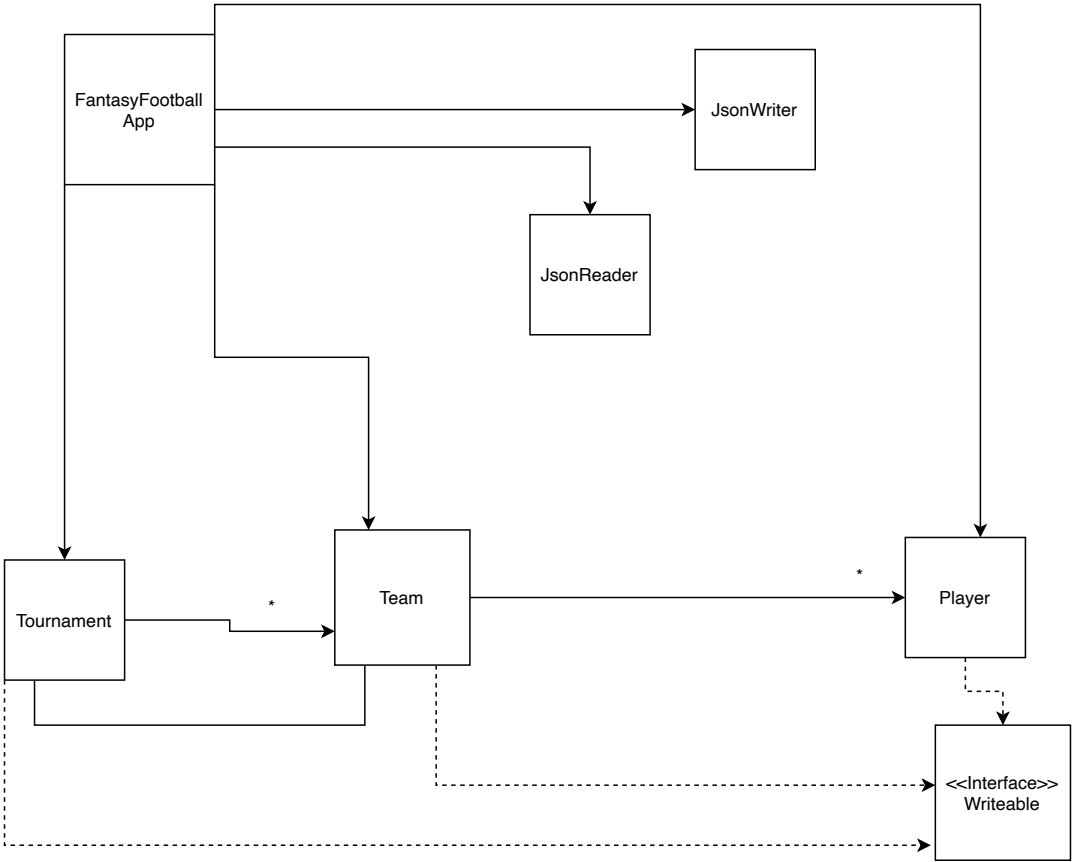 FantasyFootball
App
JsonWriter
JsonReader
*
*
Tournament
Team
Player
<<Interface>>
Writeable